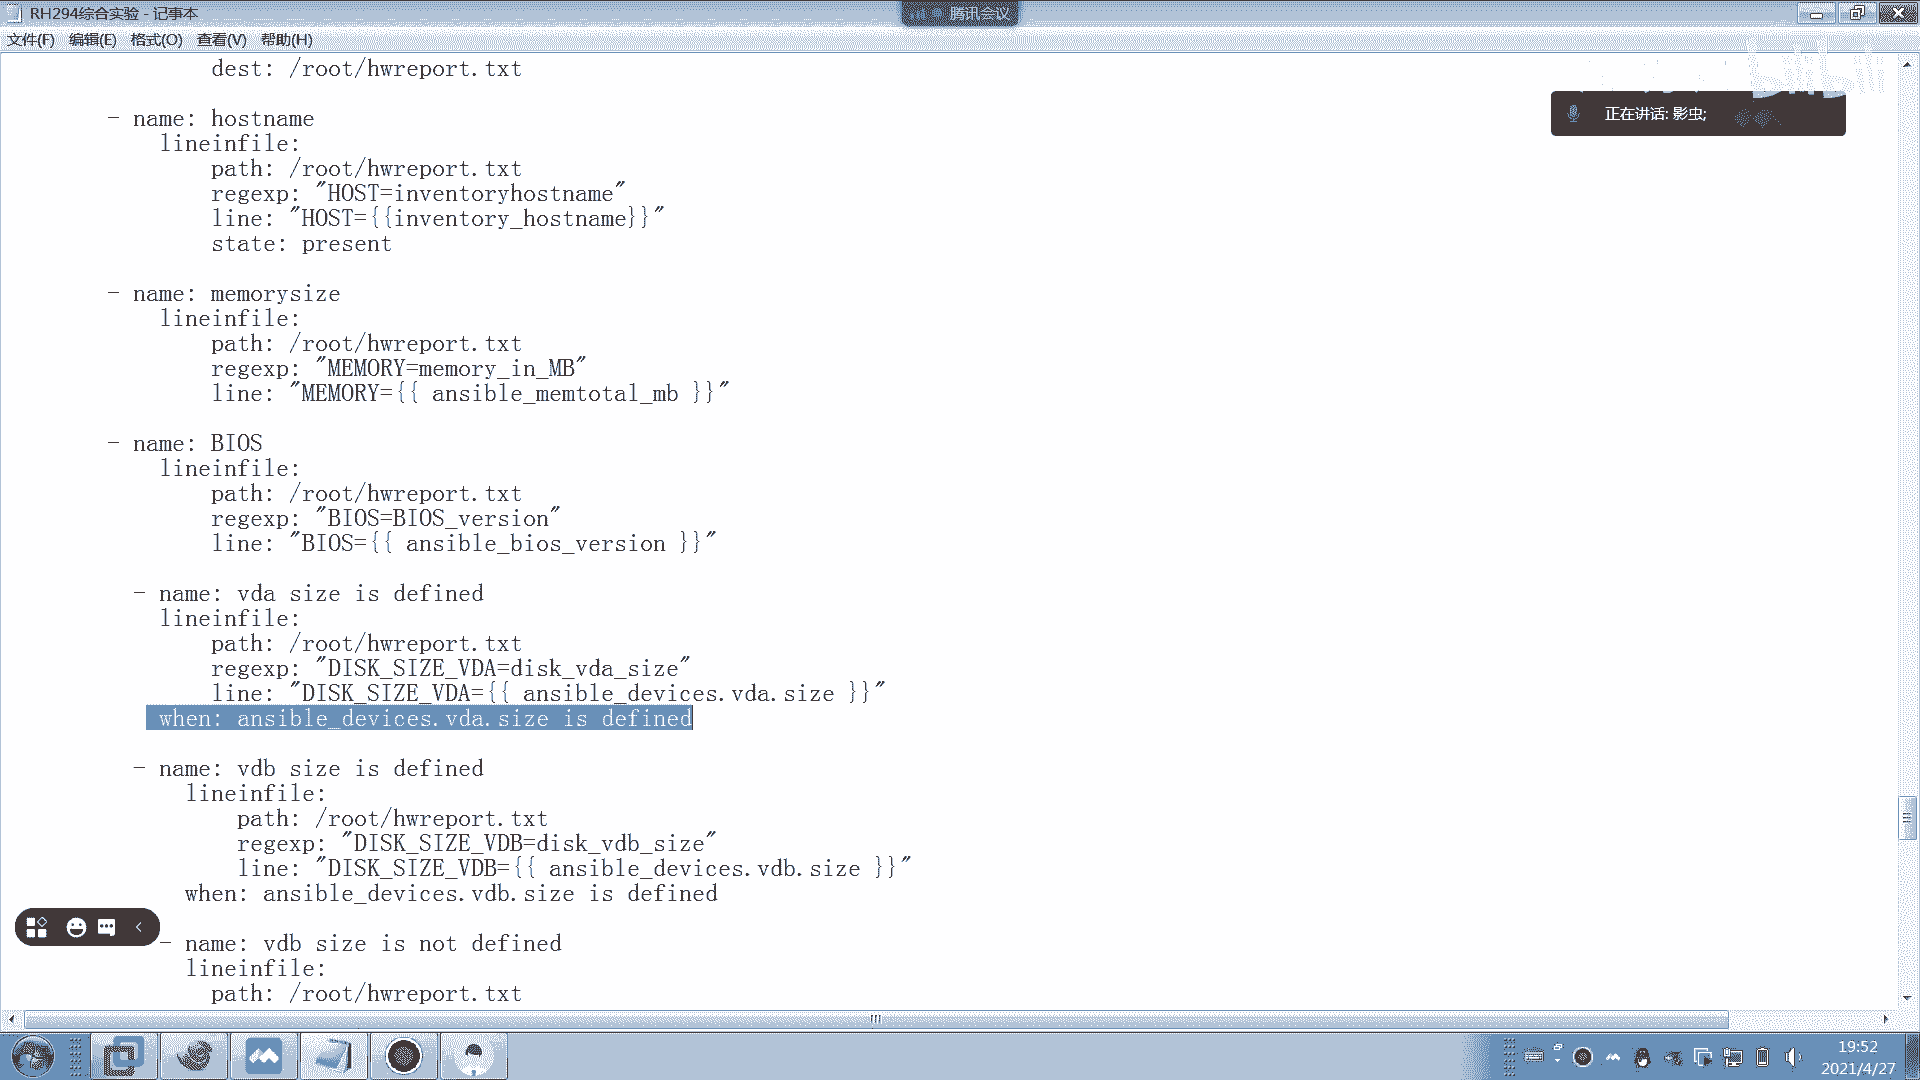 RH294综合实验 - 记事本
腾讯会议
文件(F) 编辑(E) 格式(O) 查看(V) 帮助(H)
dest: /root/hwreport.txt
bilibili
正在讲话: 影虫;
- name: hostname
lineinfile:
path: /root/hwreport.txt
regexp: "HOST=inventoryhostname"
line: "HOST={{inventory_hostname}}"
state: present
- name: memorysize
lineinfile:
path: /root/hwreport.txt
regexp: "MEMORY=memory_in_MB"
line: "MEMORY={{ ansible_memtotal_mb }}"
- name: BIOS
lineinfile:
path: /root/hwreport.txt
regexp: "BIOS=BIOS_version"
line: "BIOS={{ ansible_bios_version }}"
- name: vda size is defined
lineinfile:
path: /root/hwreport.txt
regexp: "DISK_SIZE_VDA=disk_vda_size"
line: "DISK_SIZE_VDA={{ ansible_devices.vda.size }}"
when: ansible_devices.vda.size is defined
- name: vdb size is defined
lineinfile:
path: /root/hwreport.txt
regexp: "DISK_SIZE_VDB=disk_vdb_size"
line: "DISK_SIZE_VDB={{ ansible_devices.vdb.size }}"
when: ansible_devices.vdb.size is defined
- name: vdb size is not defined
lineinfile:
path: /root/hwreport.txt
19:52
2021/4/27